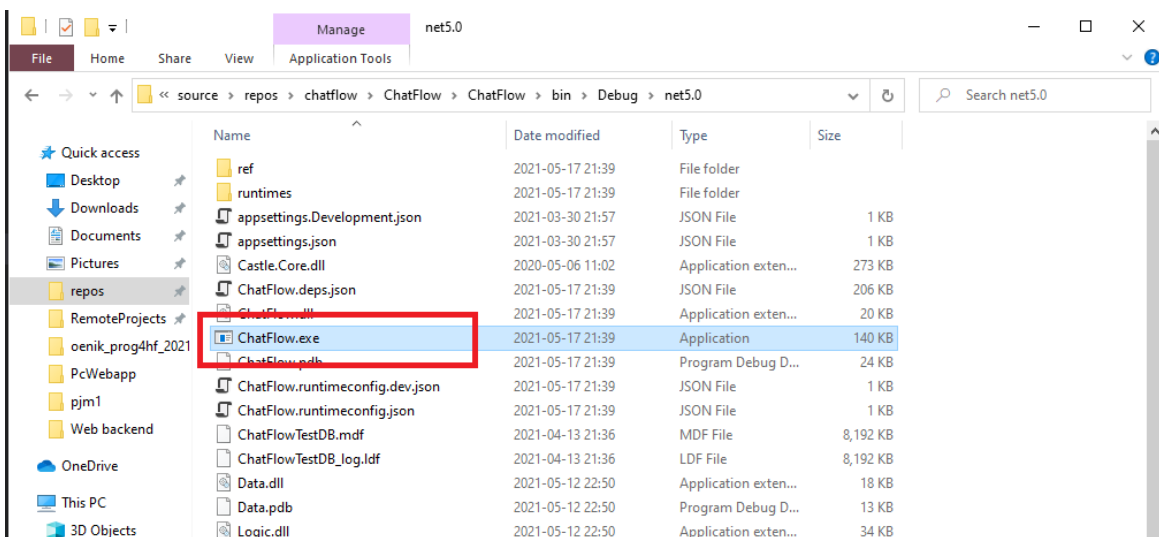 Manage net5.0
File Home Share View Application Tools
« source › repos › chatflow › ChatFlow › ChatFlow › bin › Debug › net5.0 Search net5.0
Name Date modified Type Size
Quick access
Desktop
Downloads
Documents
Pictures
repos
RemoteProjects
oenik_prog4hf_2021
PcWebapp
pjm1
Web backend
OneDrive
This PC
3D Objects
ref 2021-05-17 21:39 File folder
runtimes 2021-05-17 21:39 File folder
appsettings.Development.json 2021-03-30 21:57 JSON File 1 KB
appsettings.json 2021-03-30 21:57 JSON File 1 KB
Castle.Core.dll 2020-05-06 11:02 Application exten... 273 KB
ChatFlow.deps.json 2021-05-17 21:39 JSON File 206 KB
ChatFlow.dll 2021-05-17 21:39 Application exten... 20 KB
ChatFlow.exe 2021-05-17 21:39 Application 140 KB
ChatFlow.pdb 2021-05-17 21:39 Program Debug D... 24 KB
ChatFlow.runtimeconfig.dev.json 2021-05-17 21:39 JSON File 1 KB
ChatFlow.runtimeconfig.json 2021-05-17 21:39 JSON File 1 KB
ChatFlowTestDB.mdf 2021-04-13 21:36 MDF File 8,192 KB
ChatFlowTestDB_log.ldf 2021-04-13 21:36 LDF File 8,192 KB
Data.dll 2021-05-12 22:50 Application exten... 18 KB
Data.pdb 2021-05-12 22:50 Program Debug D... 13 KB
Logic.dll 2021-05-12 22:50 Application exten... 34 KB